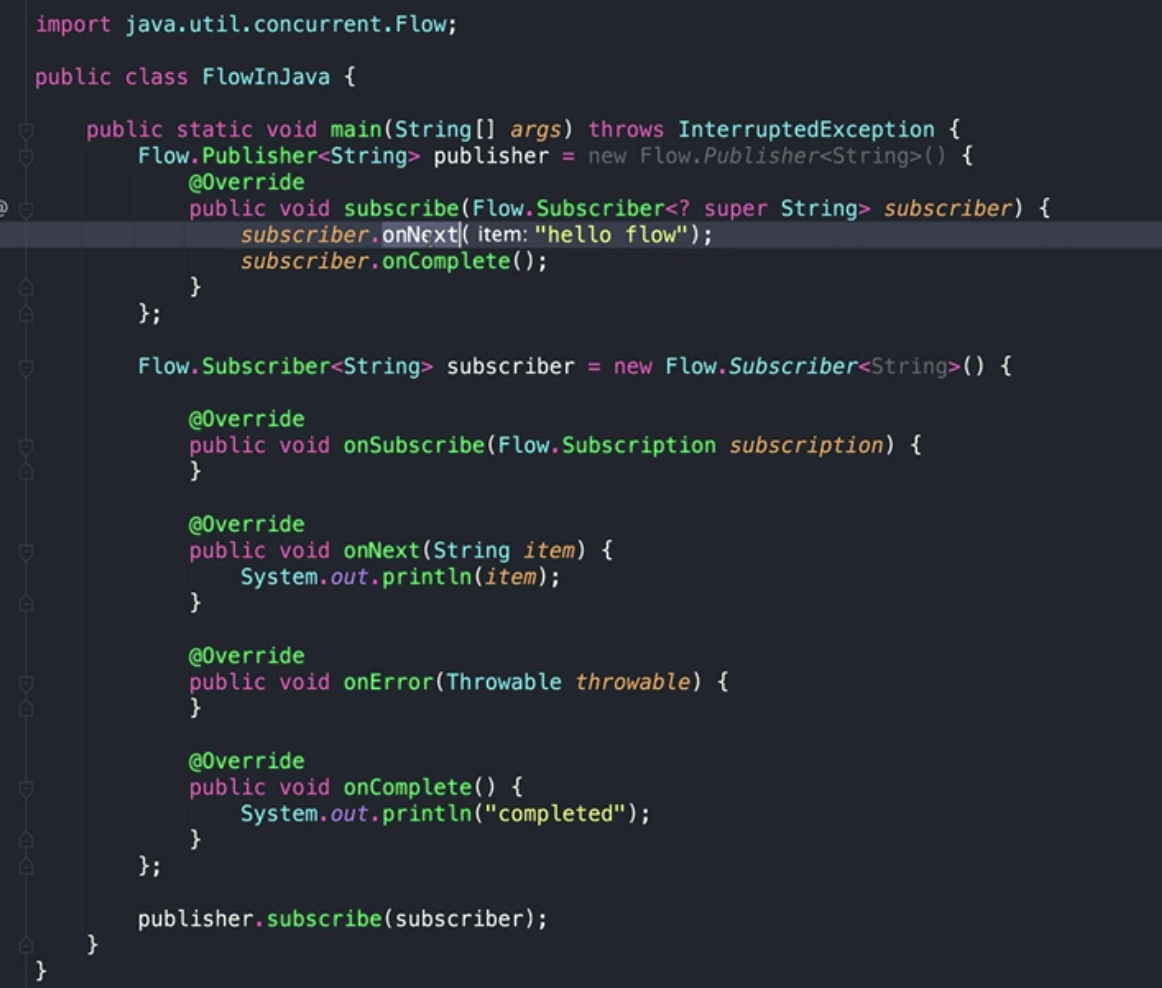 import java.util.concurrent.Flow;
public class FlowInJava {
public static void main(String[] args) throws InterruptedException {
Flow.Publisher<String> publisher = new Flow.Publisher<String>() {
@Override
public void subscribe(Flow.Subscriber<? super String> subscriber) {
subscriber.onNext( item: "hello flow");
subscriber.onComplete();
}
};
Flow.Subscriber<String> subscriber = new Flow.Subscriber<String>() {
@Override
public void onSubscribe(Flow.Subscription subscription) {
}
@Override
public void onNext(String item) {
System.out.println(item);
}
@Override
public void onError(Throwable throwable) {
}
@Override
public void onComplete() {
System.out.println("completed");
}
};
publisher.subscribe(subscriber);
}
}